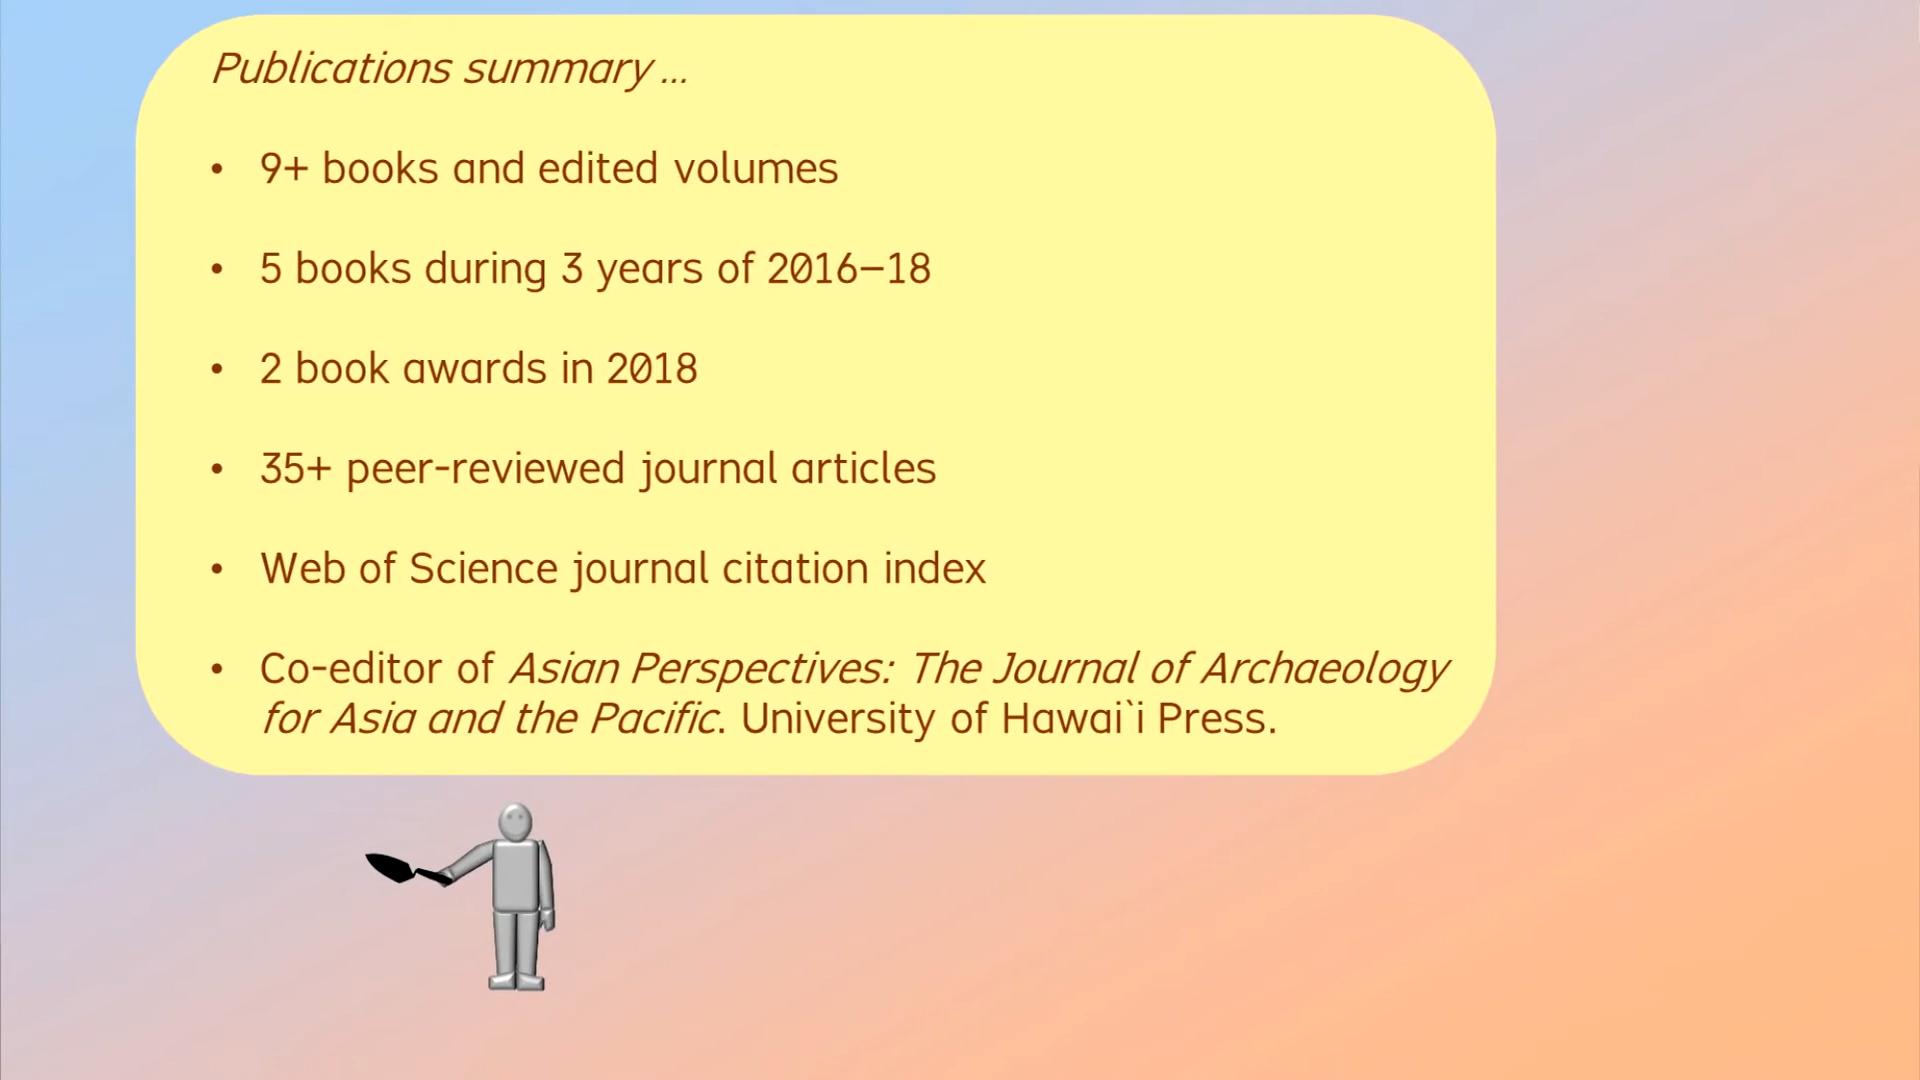 Publications summary ...
• 9+ books and edited volumes
• 5 books during 3 years of 2016–18
• 2 book awards in 2018
• 35+ peer-reviewed journal articles
• Web of Science journal citation index
• Co-editor of Asian Perspectives: The Journal of Archaeology
for Asia and the Pacific. University of Hawai`i Press.